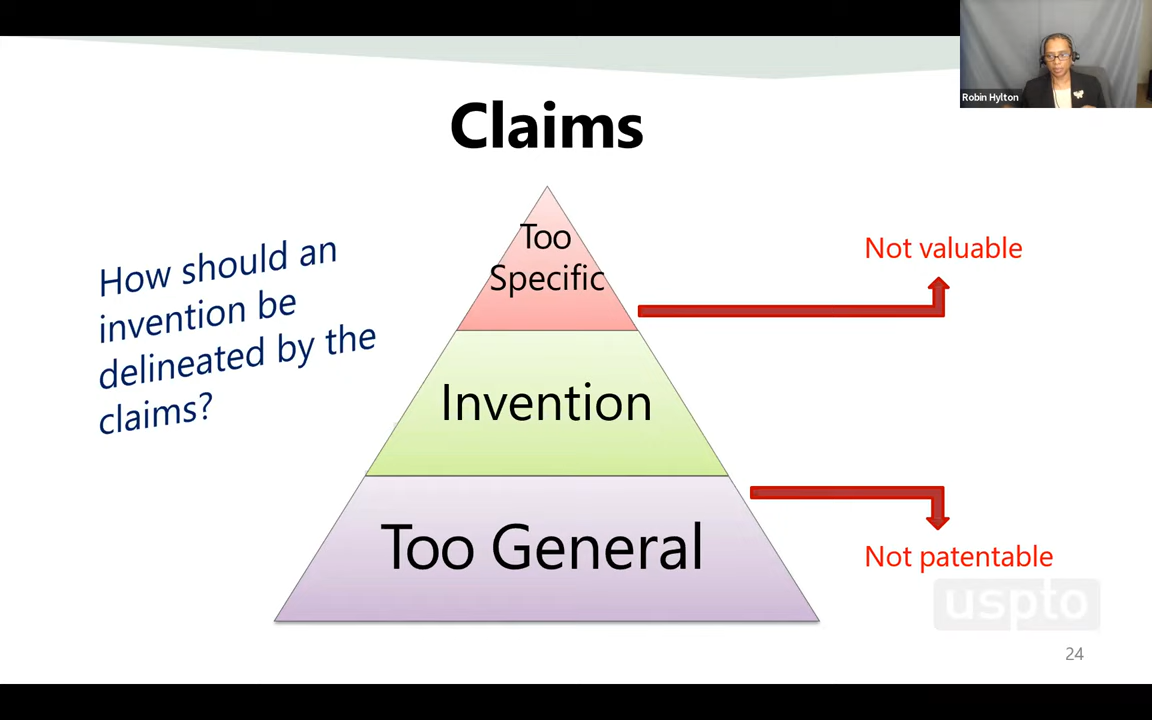 Robin Hylton
Claims
How should an
invention be
delineated by the
claims?
Too
Specific
Not valuable
Invention
Too General
Not patentable
uspto
24